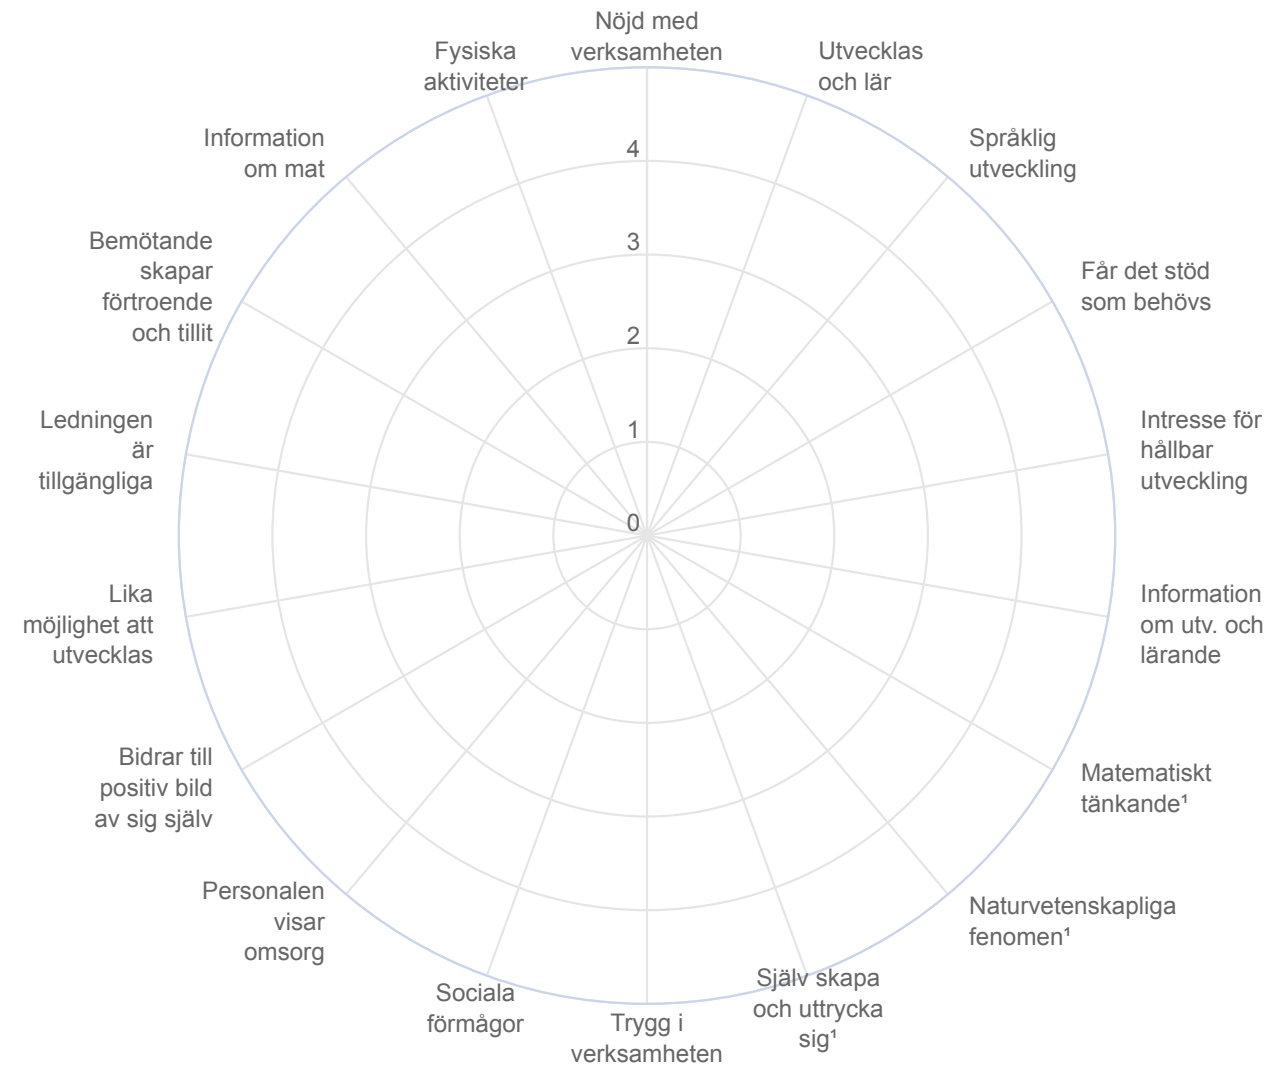 Nöjd med
verksamheten
Utvecklas
och lär
Språklig
utveckling
Får det stöd
som behövs
Intresse för
hållbar
utveckling
Information
om utv. och
lärande
Matematiskt
tänkande¹
Naturvetenskapliga
fenomen¹
Själv skapa
och uttrycka
sig¹
Trygg i
verksamheten
Sociala
förmågor
Personalen
visar
omsorg
Bidrar till
positiv bild
av sig själv
Lika
möjlighet att
utvecklas
Ledningen
är
tillgängliga
Bemötande
skapar
förtroende
och tillit
Information
om mat
Fysiska
aktiviteter
4
3
2
1
0